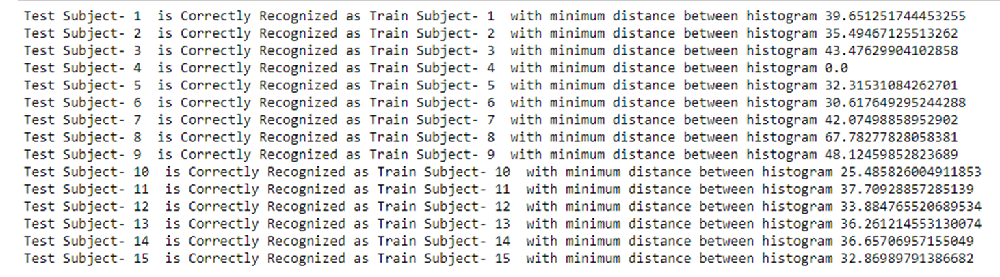 Test Subject- 1  is Correctly Recognized as Train Subject- 1  with minimum distance between histogram 39.651251744453255
Test Subject- 2  is Correctly Recognized as Train Subject- 2  with minimum distance between histogram 35.49467125513262
Test Subject- 3  is Correctly Recognized as Train Subject- 3  with minimum distance between histogram 43.47629904102858
Test Subject- 4  is Correctly Recognized as Train Subject- 4  with minimum distance between histogram 0.0
Test Subject- 5  is Correctly Recognized as Train Subject- 5  with minimum distance between histogram 32.31531084262701
Test Subject- 6  is Correctly Recognized as Train Subject- 6  with minimum distance between histogram 30.617649295244288
Test Subject- 7  is Correctly Recognized as Train Subject- 7  with minimum distance between histogram 42.07498858952902
Test Subject- 8  is Correctly Recognized as Train Subject- 8  with minimum distance between histogram 67.78277828058381
Test Subject- 9  is Correctly Recognized as Train Subject- 9  with minimum distance between histogram 48.12459852823689
Test Subject- 10  is Correctly Recognized as Train Subject- 10  with minimum distance between histogram 25.485826004911853
Test Subject- 11  is Correctly Recognized as Train Subject- 11  with minimum distance between histogram 37.70928857285139
Test Subject- 12  is Correctly Recognized as Train Subject- 12  with minimum distance between histogram 33.884765520689534
Test Subject- 13  is Correctly Recognized as Train Subject- 13  with minimum distance between histogram 36.261214553130074
Test Subject- 14  is Correctly Recognized as Train Subject- 14  with minimum distance between histogram 36.65706957155049
Test Subject- 15  is Correctly Recognized as Train Subject- 15  with minimum distance between histogram 32.86989791386682